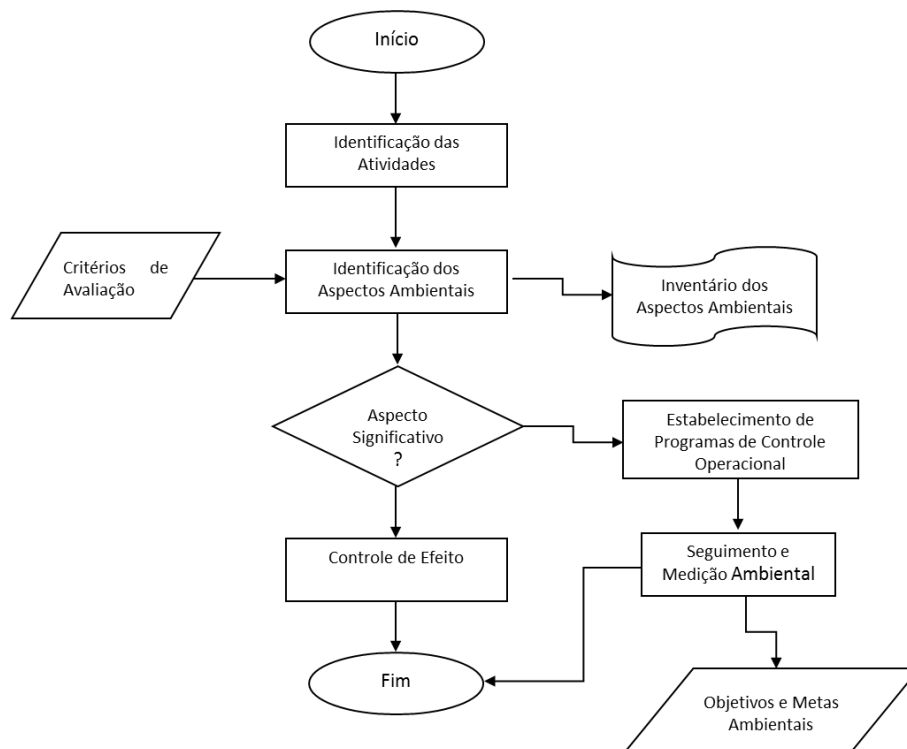 Início
Identificação das
Atividades
Critérios de
Avaliação
Identificação dos
Aspectos Ambientais
Inventário dos
Aspectos Ambientais
Aspecto
Significativo
?
Estabelecimento de
Programas de Controle
Operacional
Controle de Efeito
Seguimento e
Medição Ambiental
Fim
Objetivos e Metas
Ambientais